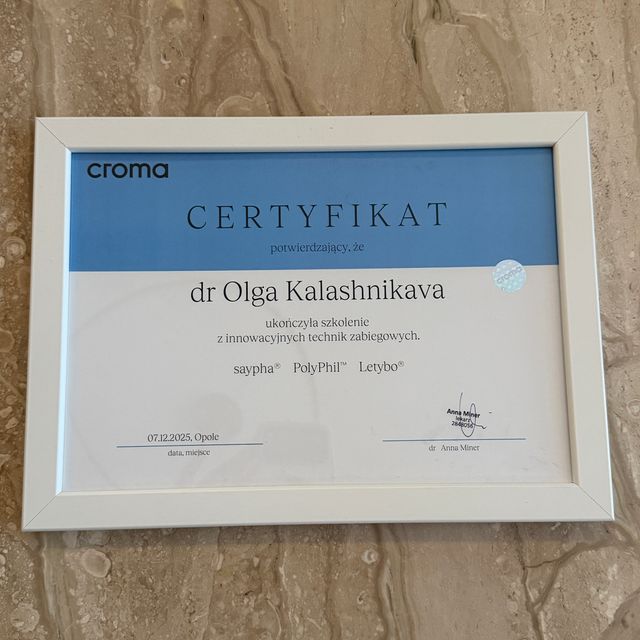 croma
CERTYFIKAT
potwierdzający, że
dr Olga Kalashnikava
ukończyła szkolenie
z innowacyjnych technik zabiegowych.
saypha® PolyPhil™ Letybo®
Anna Miner
lekarz
07.12.2025, Opole
data, miejsce
dr Anna Miner